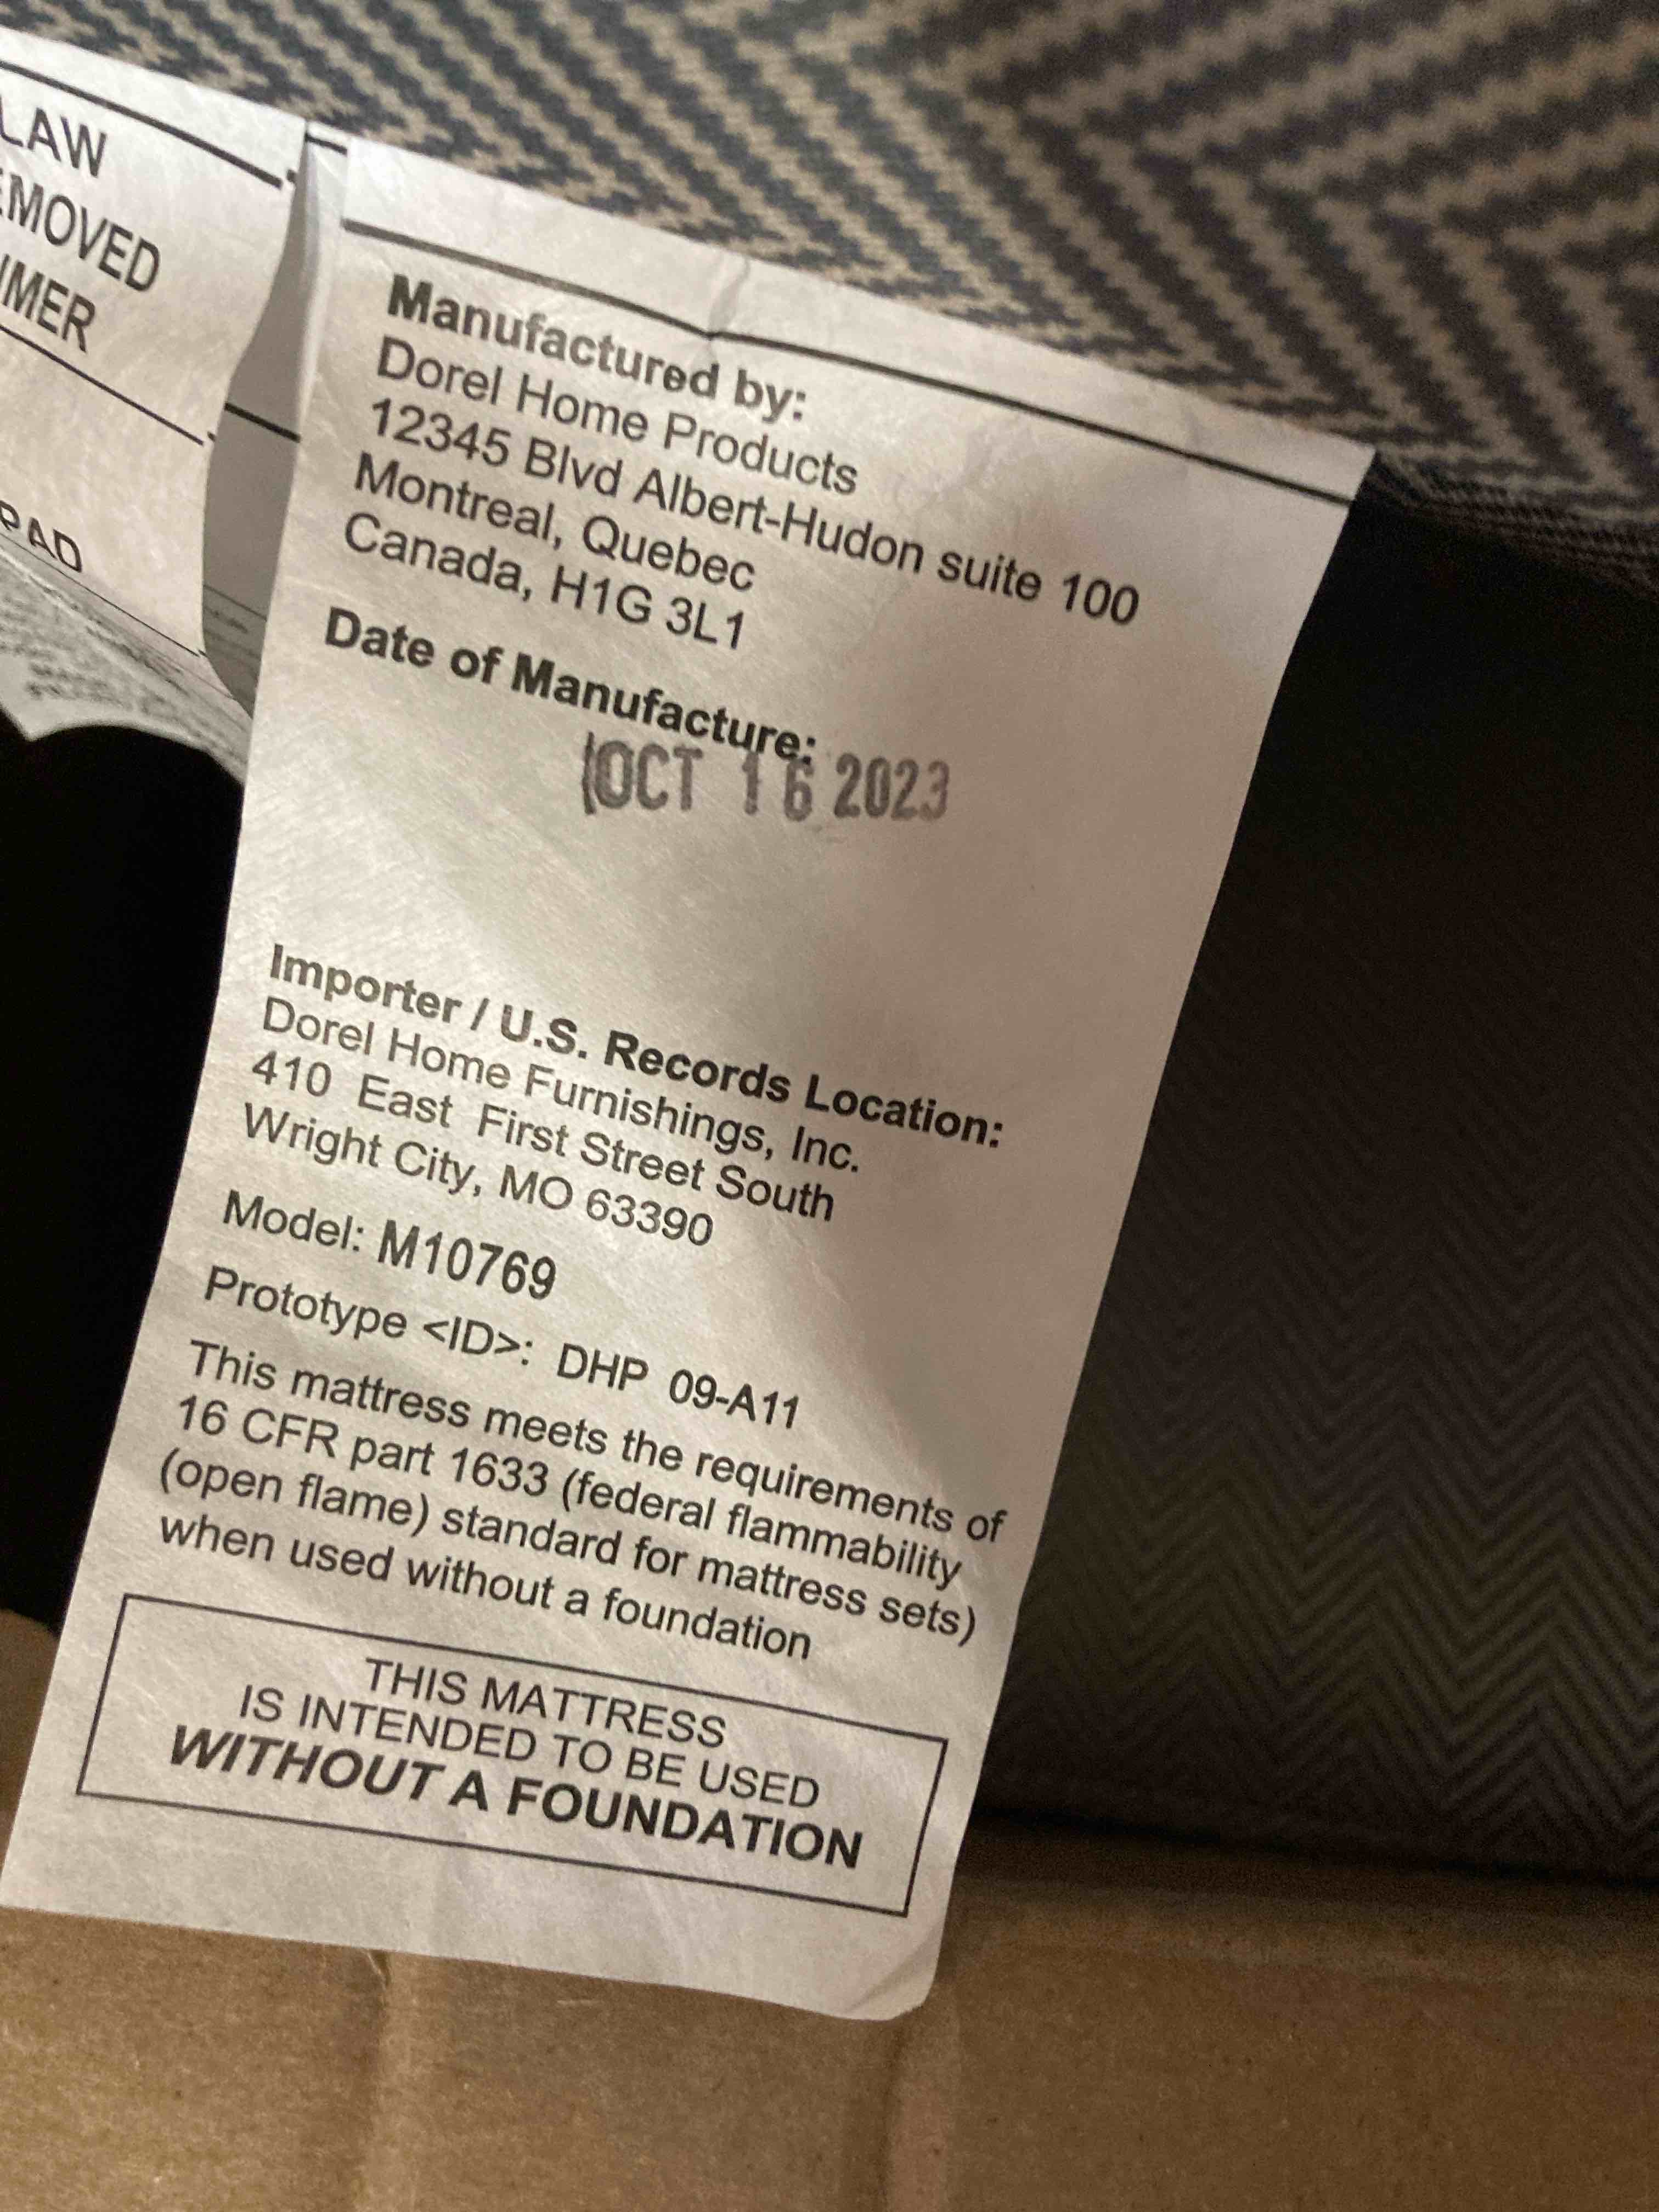 LAW
EMOVED
UMER
PAD
Manufactured by:
Dorel Home Products
12345 Blvd Albert-Hudon suite 100
Montreal, Quebec
Canada, H1G 3L1
Date of Manufacture:
OCT 16 2023
Importer / U.S. Records Location:
Dorel Home Furnishings, Inc.
410 East First Street South
Wright City, MO 63390
Model: M10769
Prototype <ID>: DHP 09-A11
This mattress meets the requirements of
16 CFR part 1633 (federal flammability
(open flame) standard for mattress sets)
when used without a foundation
THIS MATTRESS
IS INTENDED TO BE USED
WITHOUT A FOUNDATION